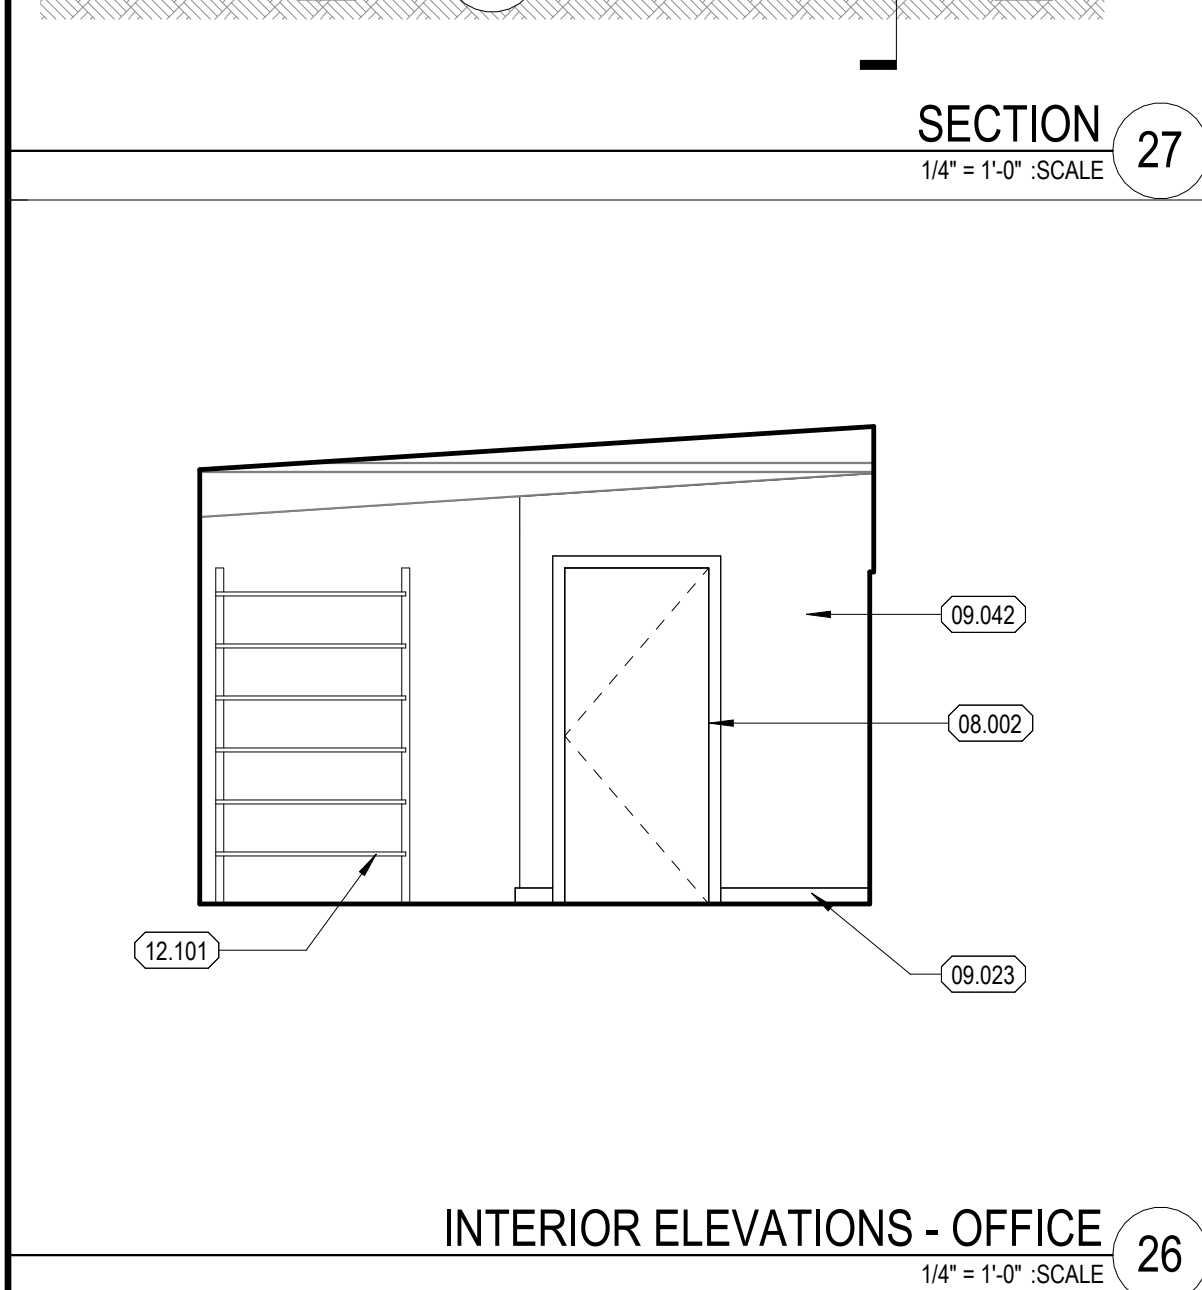 SECTION
27
1/4" = 1'-0" :SCALE
09.042
08.002
12.101
09.023
INTERIOR ELEVATIONS - OFFICE
26
1/4" = 1'-0" :SCALE